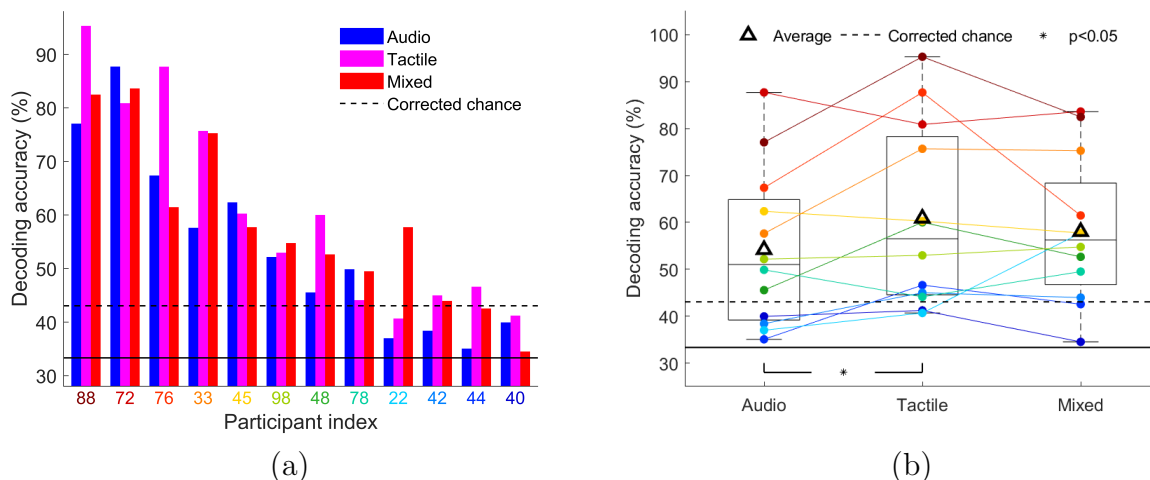 Audio
Tactile
Mixed
Corrected chance
Decoding accuracy (%)
90
80
70
60
50
40
30
88 72 76 33 45 98 48 78 22 42 44 40
Participant index
(a)
Average Corrected chance * p<0.05
Decoding accuracy (%)
100
90
80
70
60
50
40
30
*
Audio Tactile Mixed
(b)